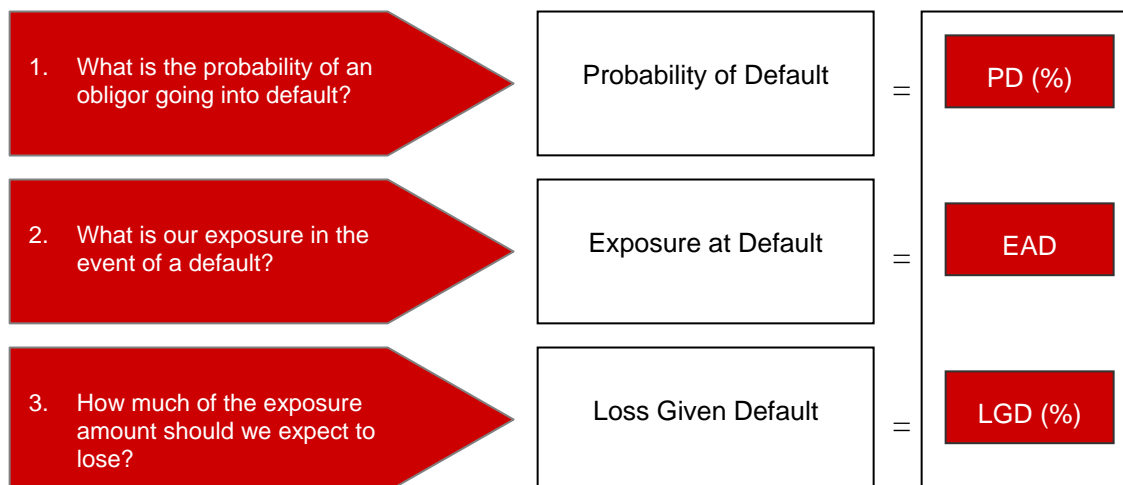 1. What is the probability of an
obligor going into default?
Probability of Default
=
PD (%)
2. What is our exposure in the
event of a default?
Exposure at Default
=
EAD
3. How much of the exposure
amount should we expect to
lose?
Loss Given Default
=
LGD (%)